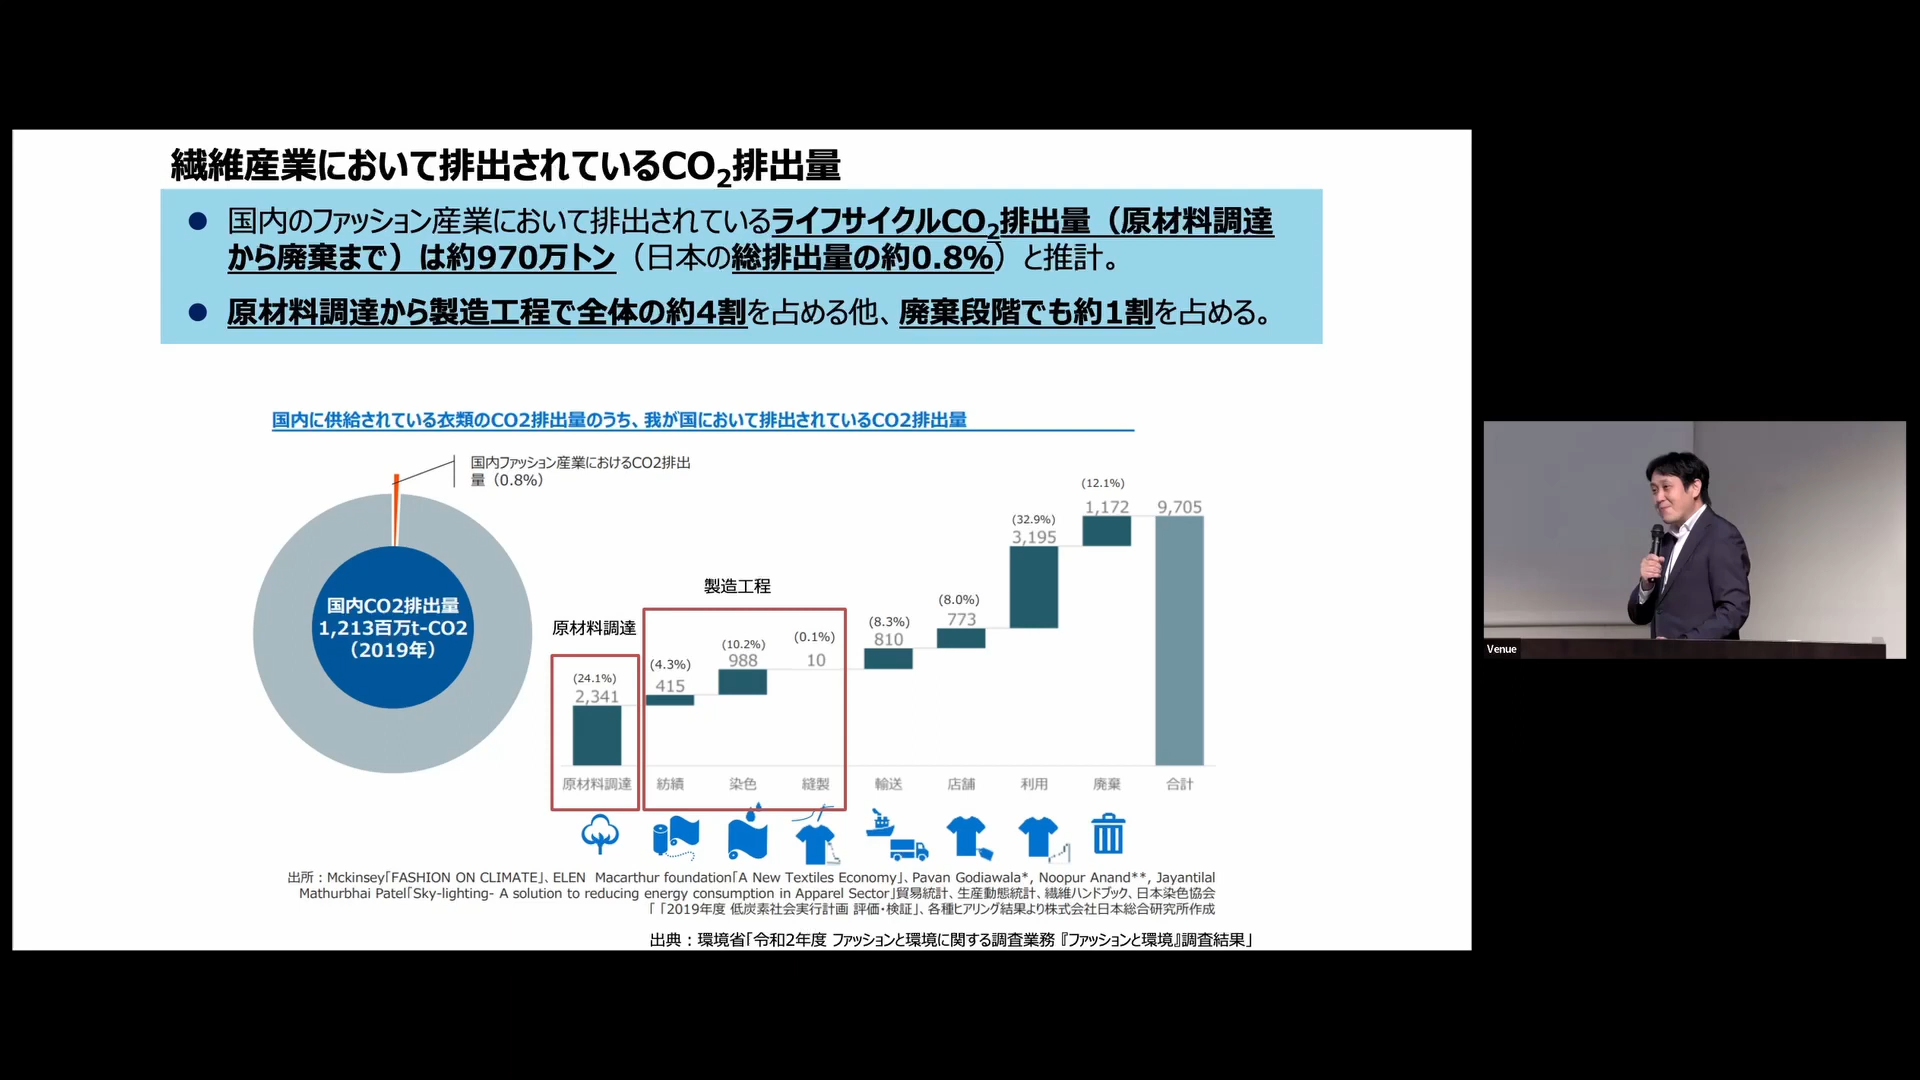 繊維産業において排出されているCO2排出量
● 国内のファッション産業において排出されているライフサイクルCO2排出量（原材料調達
から廃棄まで）は約970万トン（日本の総排出量の約0.8%）と推計。
● 原材料調達から製造工程で全体の約4割を占める他、廃棄段階でも約1割を占める。
国内に供給されている衣類のCO2排出量のうち、我が国において排出されているCO2排出量
国内ファッション産業におけるCO2排出
量（0.8%）
国内CO2排出量
1,213百万t-CO2
（2019年）
原材料調達
製造工程
(24.1%)
2,341
(4.3%)
415
(10.2%)
988
(0.1%)
10
(8.3%)
810
(8.0%)
773
(32.9%)
3,195
(12.1%)
1,172
9,705
原材料調達 紡績 染色 縫製 輸送 店舗 利用 廃棄 合計
出所：Mckinsey「FASHION ON CLIMATE」、ELEN Macarthur foundation「A New Textiles Economy」、Pavan Godiawala*, Noopur Anand**, Jayantilal
Mathurbhai Patel「Sky-lighting- A solution to reducing energy consumption in Apparel Sector」貿易統計、生産動態統計、繊維ハンドブック、日本染色協会
「「2019年度 低炭素社会実行計画 評価・検証」、各種ヒアリング結果より株式会社日本総合研究所作成
出典：環境省「令和2年度 ファッションと環境に関する調査業務『ファッションと環境』調査結果」
Venue